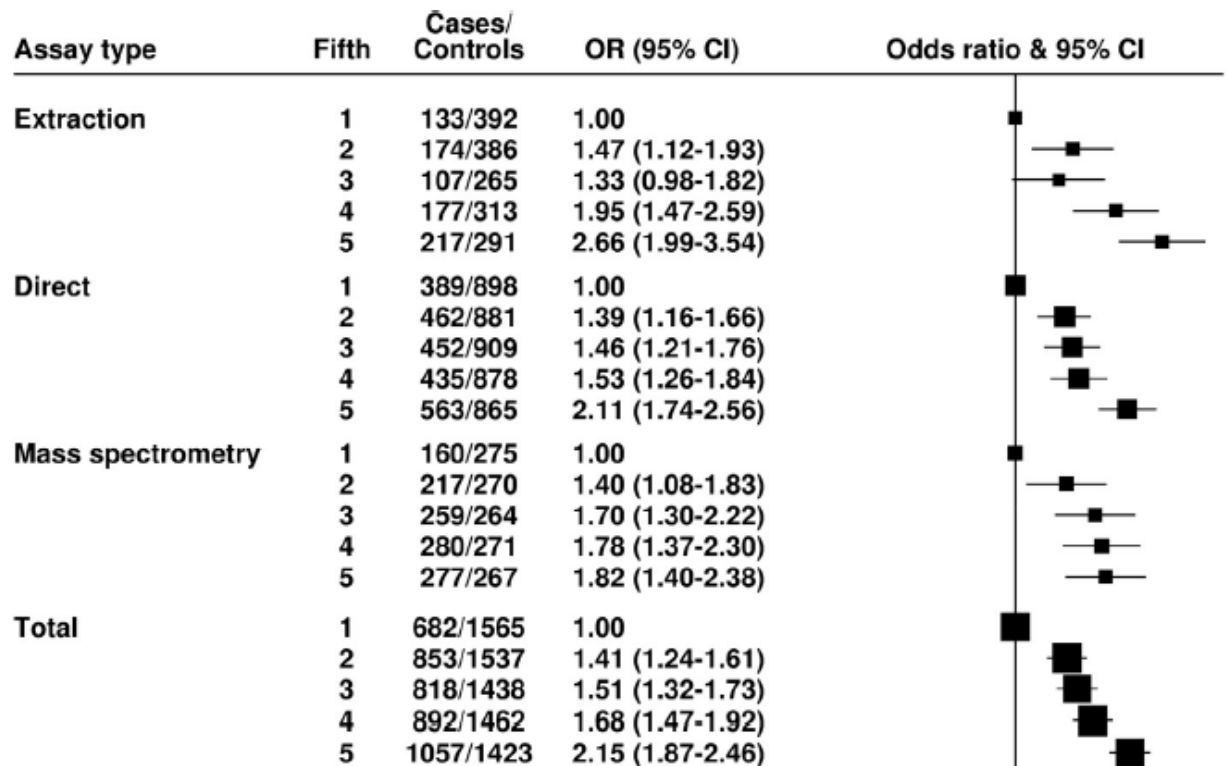 Assay type Fifth Cases/ Controls OR (95% CI) Odds ratio & 95% CI
Extraction 1 133/392 1.00
2 174/386 1.47 (1.12-1.93)
3 107/265 1.33 (0.98-1.82)
4 177/313 1.95 (1.47-2.59)
5 217/291 2.66 (1.99-3.54)
Direct 1 389/898 1.00
2 462/881 1.39 (1.16-1.66)
3 452/909 1.46 (1.21-1.76)
4 435/878 1.53 (1.26-1.84)
5 563/865 2.11 (1.74-2.56)
Mass spectrometry 1 160/275 1.00
2 217/270 1.40 (1.08-1.83)
3 259/264 1.70 (1.30-2.22)
4 280/271 1.78 (1.37-2.30)
5 277/267 1.82 (1.40-2.38)
Total 1 682/1565 1.00
2 853/1537 1.41 (1.24-1.61)
3 818/1438 1.51 (1.32-1.73)
4 892/1462 1.68 (1.47-1.92)
5 1057/1423 2.15 (1.87-2.46)